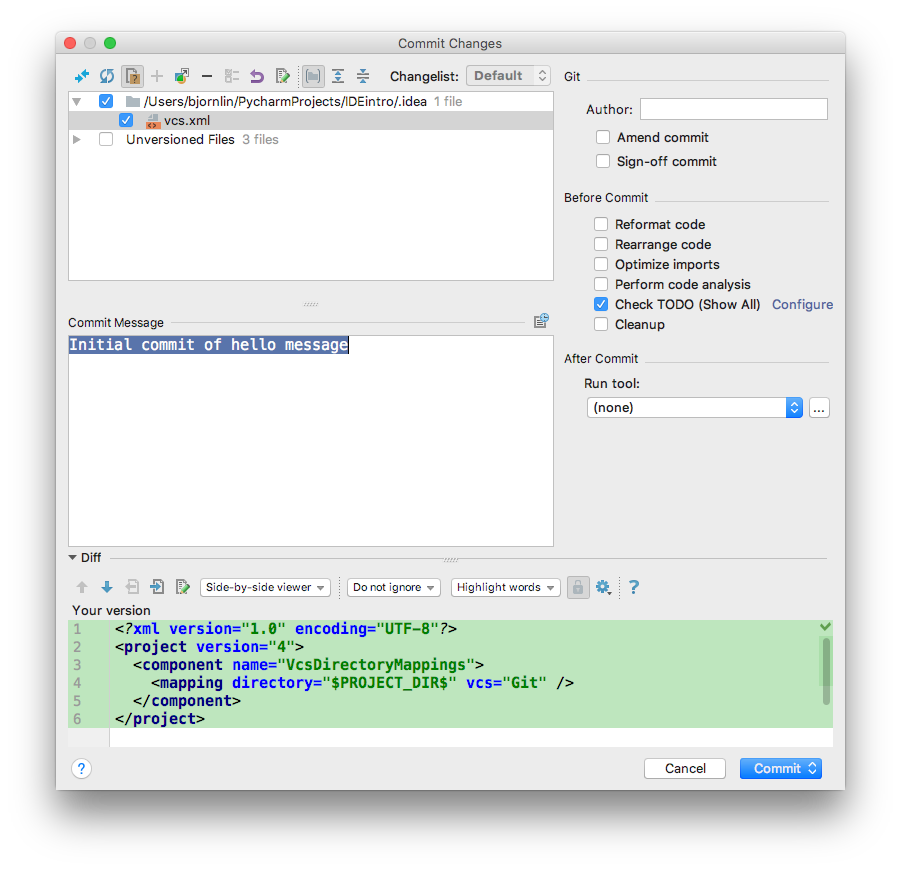 Commit Changes
Changelist: Default
/Users/bjornlin/PycharmProjects/IDEintro/.idea 1 file
vcs.xml
Unversioned Files 3 files
Git
Author:
Amend commit
Sign-off commit
Before Commit
Reformat code
Rearrange code
Optimize imports
Perform code analysis
Check TODO (Show All) Configure
Cleanup
Commit Message
Initial commit of hello message
After Commit
Run tool:
(none) ...
Diff
Side-by-side viewer Do not ignore Highlight words ?
Your version
1 <?xml version="1.0" encoding="UTF-8"?>
2 <project version="4">
3 <component name="VcsDirectoryMappings">
4 <mapping directory="$PROJECT_DIR$" vcs="Git" />
5 </component>
6 </project>
? Cancel Commit